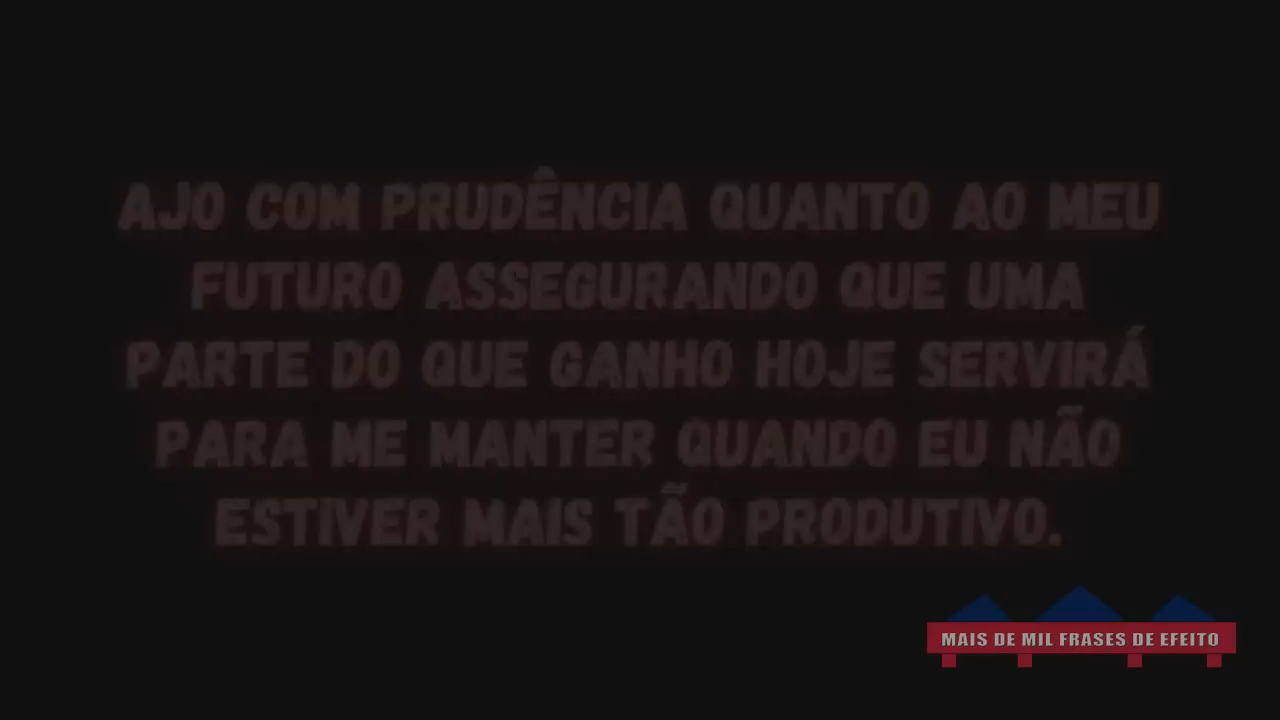 AJO COM PRUDÊNCIA QUANTO AO MEU
FUTURO ASSEGURANDO QUE UMA
PARTE DO QUE GANHO HOJE SERVIRÁ
PARA ME MANTER QUANDO EU NÃO
ESTIVER MAIS TÃO PRODUTIVO.
MAIS DE MIL FRASES DE EFEITO